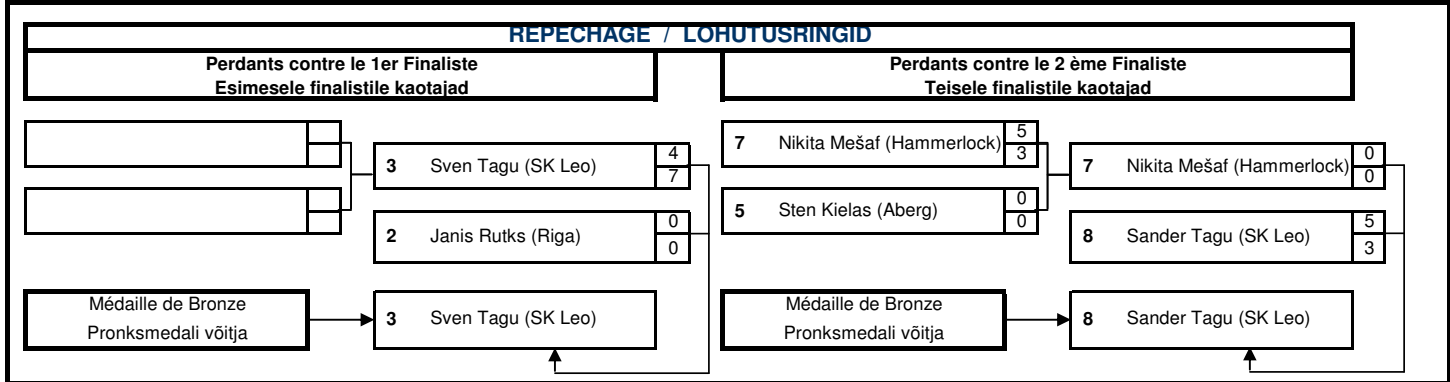 REPECHAGE / LOHUTUSRINGID
Perdants contre le 1er Finaliste
Esimesele finalistile kaotajad
Perdants contre le 2 ème Finaliste
Teisele finalistile kaotajad
3 Sven Tagu (SK Leo) 4
7
2 Janis Rutks (Riga) 0
0
7 Nikita Mešaf (Hammerlock) 5
3
5 Sten Kielas (Aberg) 0
0
7 Nikita Mešaf (Hammerlock) 0
0
8 Sander Tagu (SK Leo) 5
3
Médaille de Bronze
Pronksmedali võitja
3 Sven Tagu (SK Leo)
Médaille de Bronze
Pronksmedali võitja
8 Sander Tagu (SK Leo)